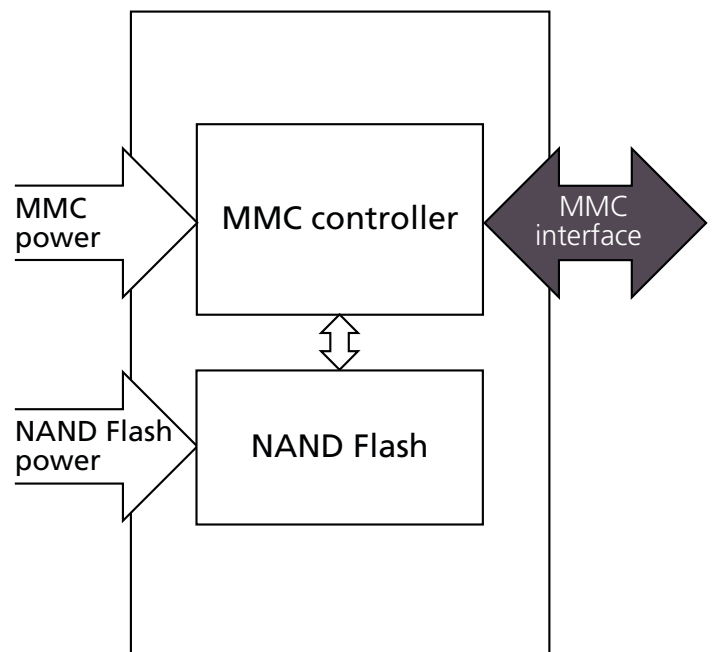 MMC
power
MMC controller
MMC
interface
NAND Flash
power
NAND Flash